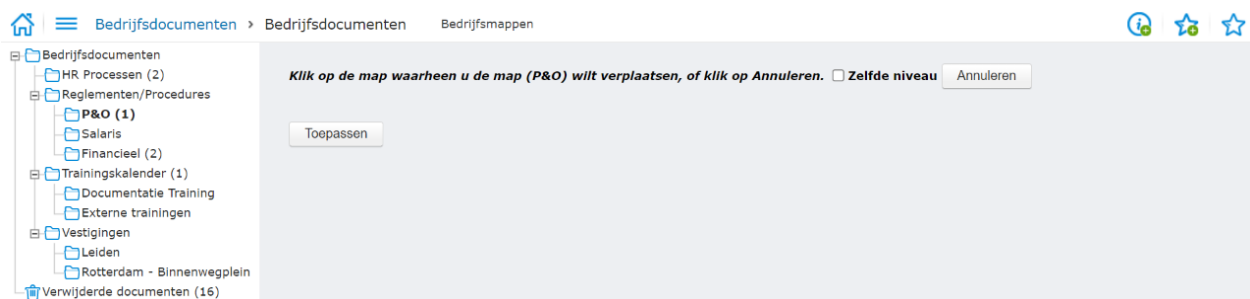 Bedrijfsdocumenten > Bedrijfsdocumenten Bedrijfsmappen
Bedrijfsdocumenten
HR Processen (2)
Reglementen/Procedures
P&O (1)
Salaris
Financieel (2)
Trainingskalender (1)
Documentatie Training
Externe trainingen
Vestigingen
Leiden
Rotterdam - Binnenwegplein
Verwijderde documenten (16)
Klik op de map waarheen u de map (P&O) wilt verplaatsen, of klik op Annuleren. Zelfde niveau Annuleren
Toepassen